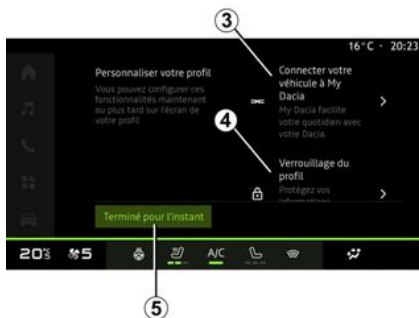 3
16°C · 20:23
Personnaliser votre profil
Vous pouvez configurer ces
fonctionnalités maintenant
ou plus tard sur l'écran de
votre profil
Connecter votre
véhicule à My
Dacia
My Dacia facilite
votre quotidien avec
votre Dacia.
4
Verrouillage du
profil
Protégez vos
informations
Terminé pour l'instant
20 5 A/C
5